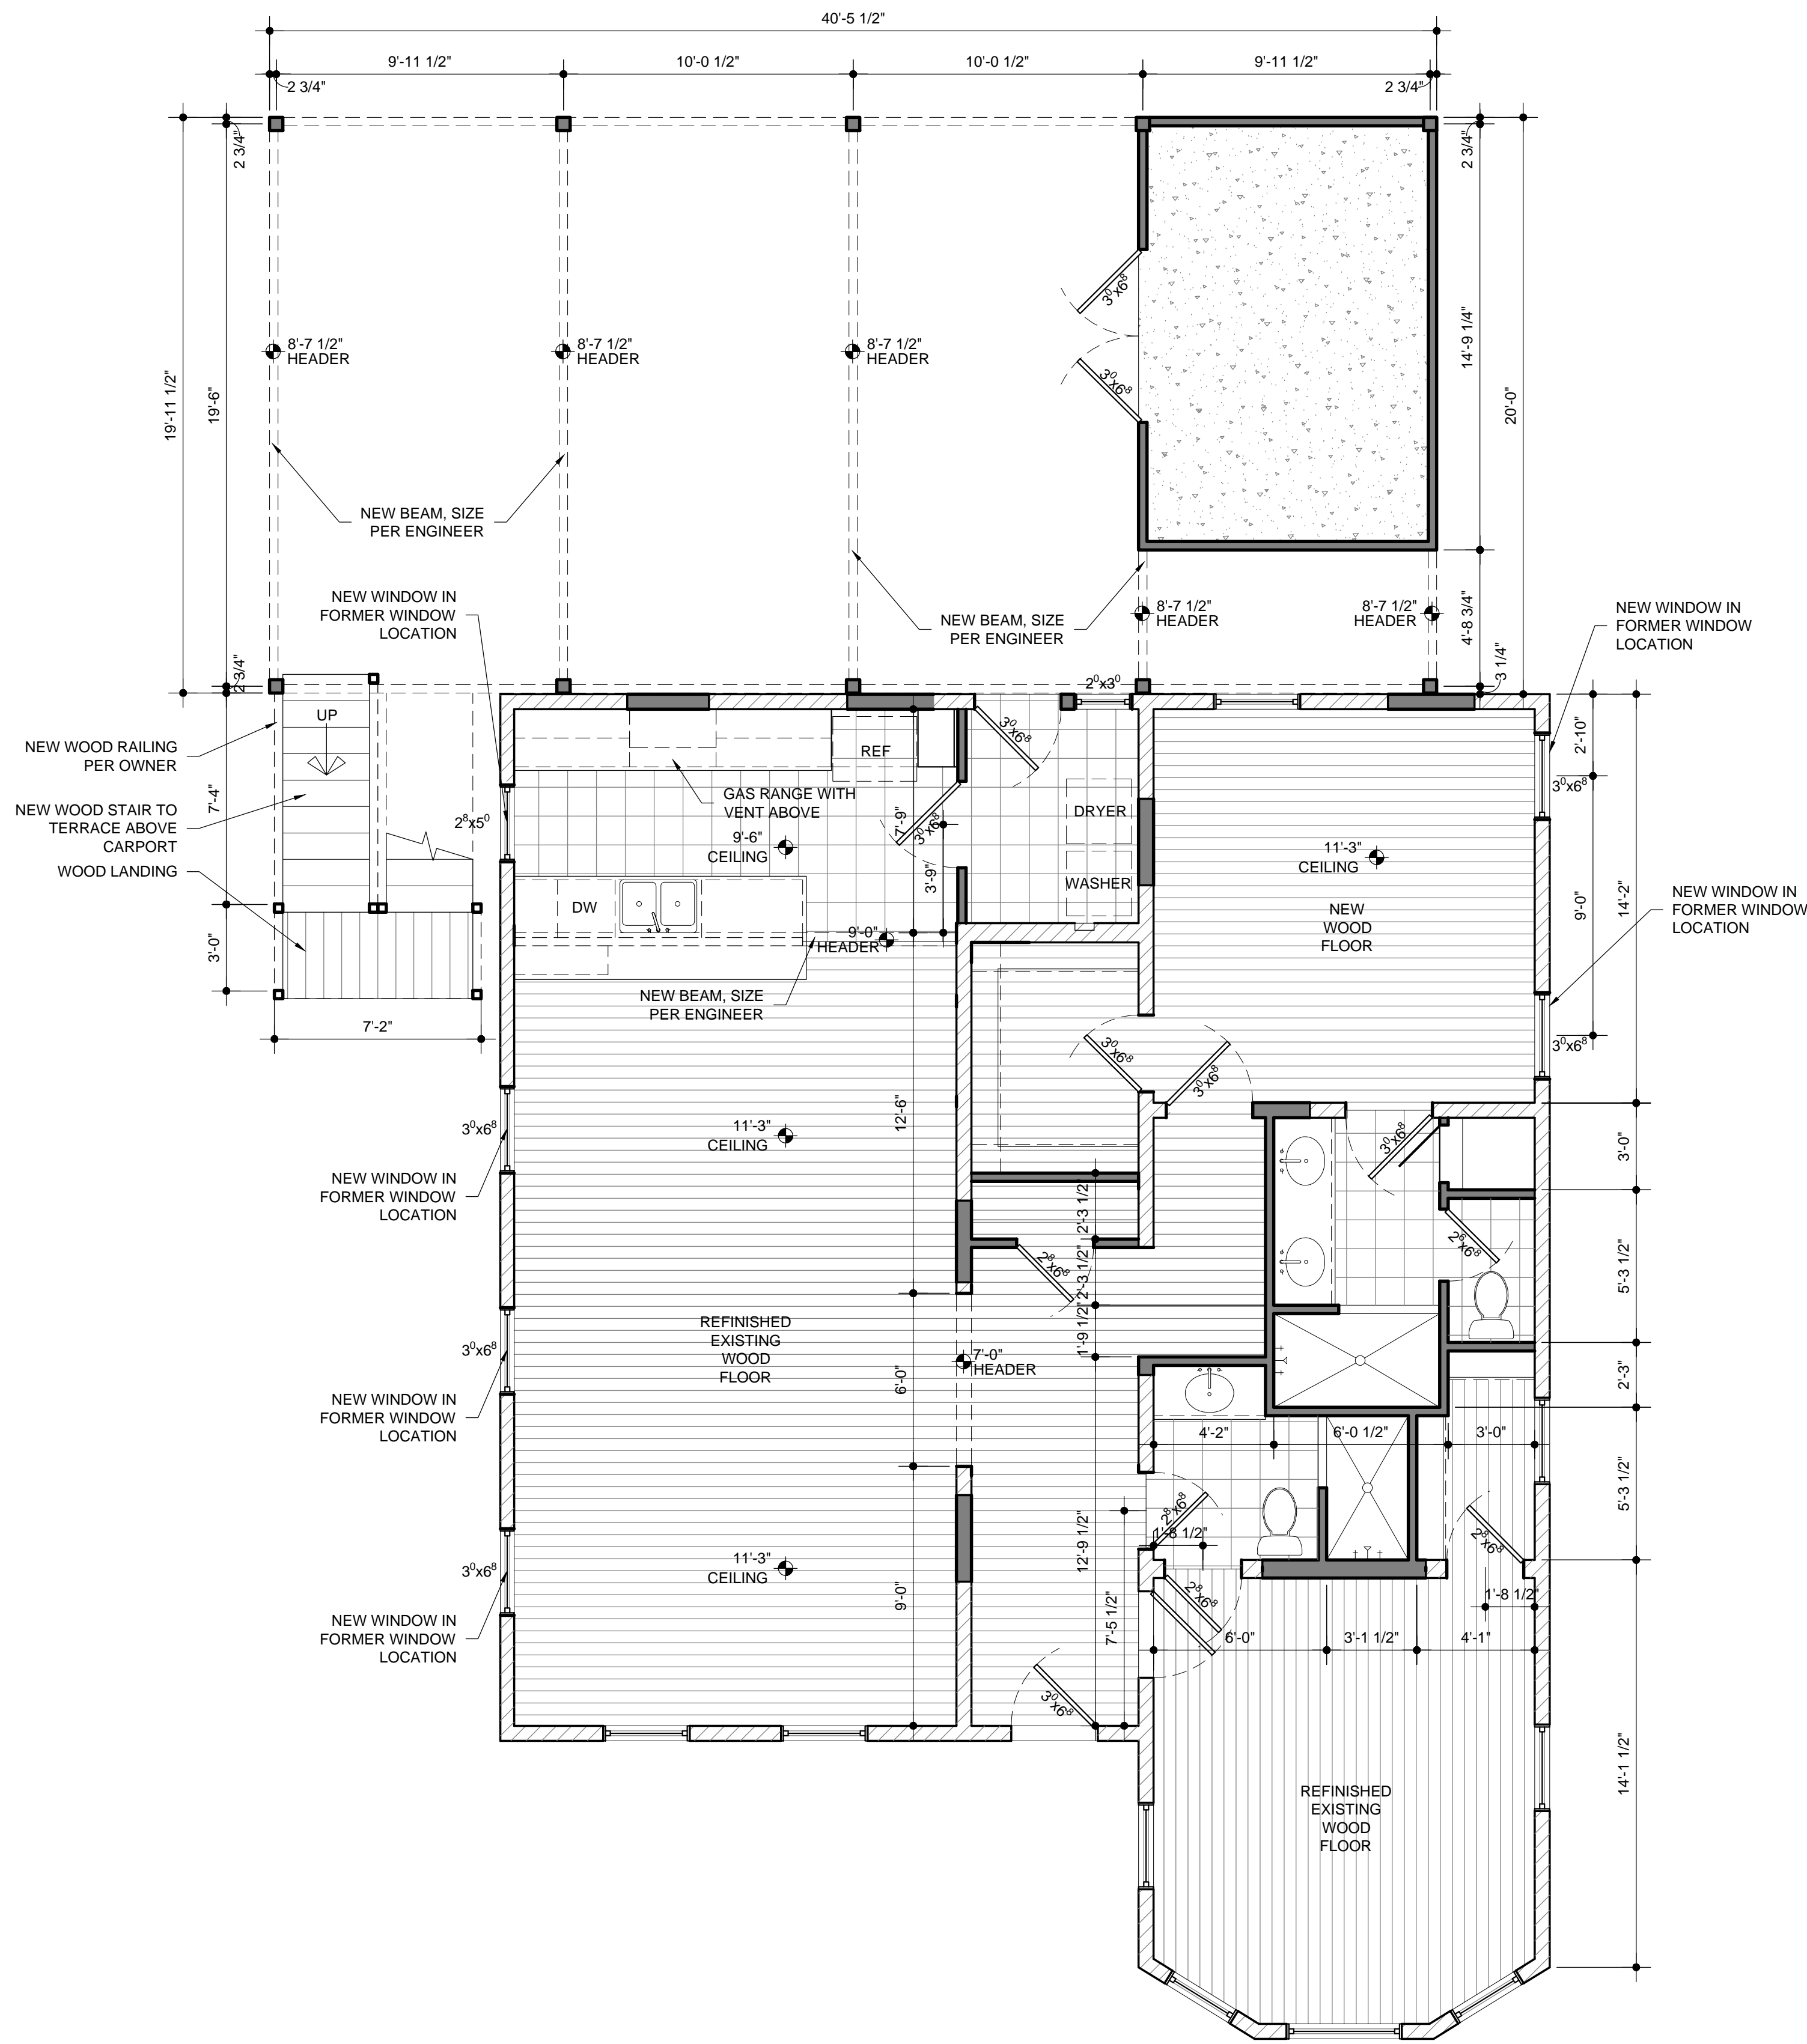 40'-5 1/2"
9'-11 1/2"
10'-0 1/2"
10'-0 1/2"
9'-11 1/2"
2 3/4"
2 3/4"
2 3/4"
2 3/4"
19'-11 1/2"
19'-6"
14'-9 1/4"
20'-0"
3⁰x6⁸
3⁰x6⁸
8'-7 1/2"
HEADER
8'-7 1/2"
HEADER
8'-7 1/2"
HEADER
NEW BEAM, SIZE
PER ENGINEER
NEW WINDOW IN
FORMER WINDOW
LOCATION
NEW BEAM, SIZE
PER ENGINEER
8'-7 1/2"
HEADER
8'-7 1/2"
HEADER
4'-8 3/4"
3 1/4"
2 3/4"
NEW WINDOW IN
FORMER WINDOW
LOCATION
2⁰x3⁰
UP
NEW WOOD RAILING
PER OWNER
NEW WOOD STAIR TO
TERRACE ABOVE
CARPORT
WOOD LANDING
7'-4"
3'-0"
7'-2"
2⁸x5⁰
REF
3⁰x6⁸
GAS RANGE WITH
VENT ABOVE
9'-6"
CEILING
7'-9"
3⁰x6⁸
3'-9"
DRYER
WASHER
DW
9'-0"
HEADER
NEW BEAM, SIZE
PER ENGINEER
11'-3"
CEILING
NEW
WOOD
FLOOR
2'-10"
3⁰x6⁸
9'-0"
14'-2"
3⁰x6⁸
NEW WINDOW IN
FORMER WINDOW
LOCATION
3⁰x6⁸
3⁰x6⁸
12'-6"
11'-3"
CEILING
3⁰x6⁸
NEW WINDOW IN
FORMER WINDOW
LOCATION
3⁰x6⁸
3'-0"
2'-3 1/2"
2'-3 1/2"
1'-9 1/2"
2⁸x6⁸
2⁶x6⁸
5'-3 1/2"
REFINISHED
EXISTING
WOOD
FLOOR
3⁰x6⁸
NEW WINDOW IN
FORMER WINDOW
LOCATION
7'-0"
HEADER
6'-0"
2'-3"
4'-2"
6'-0 1/2"
3'-0"
5'-3 1/2"
2⁸x6⁸
1'-8 1/2"
12'-9 1/2"
2⁸x6⁸
11'-3"
CEILING
3⁰x6⁸
NEW WINDOW IN
FORMER WINDOW
LOCATION
9'-0"
7'-5 1/2"
2⁸x6⁸
1'-8 1/2"
6'-0"
3'-1 1/2"
4'-1"
3⁰x6⁸
14'-1 1/2"
REFINISHED
EXISTING
WOOD
FLOOR